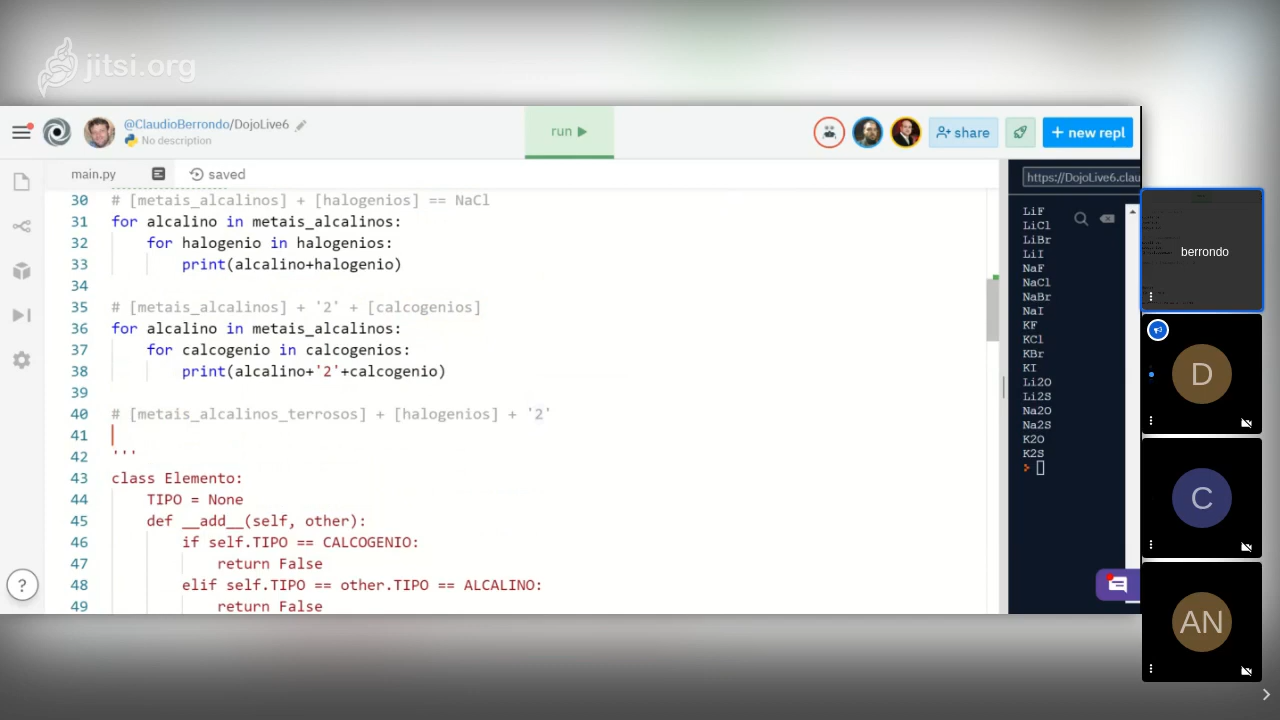 jitsi.org
@ClaudioBerrondo/DojoLive6
No description
run
share
+ new repl
main.py
saved
https://DojoLive6.clau
30 # [metais_alcalinos] + [halogenios] == NaCl
31 for alcalino in metais_alcalinos:
32 for halogenio in halogenios:
33 print(alcalino+halogenio)
34
35 # [metais_alcalinos] + '2' + [calcogenios]
36 for alcalino in metais_alcalinos:
37 for calcogenio in calcogenios:
38 print(alcalino+'2'+calcogenio)
39
40 # [metais_alcalinos_terrosos] + [halogenios] + '2'
41
42 '''
43 class Elemento:
44 TIPO = None
45 def __add__(self, other):
46 if self.TIPO == CALCOGENIO:
47 return False
48 elif self.TIPO == other.TIPO == ALCALINO:
49 return False
?
LiF
LiCl
LiBr
LiI
NaF
NaCl
NaBr
NaI
KF
KCl
KBr
KI
Li2O
Li2S
Na2O
Na2S
K2O
K2S
berrondo
D
C
AN